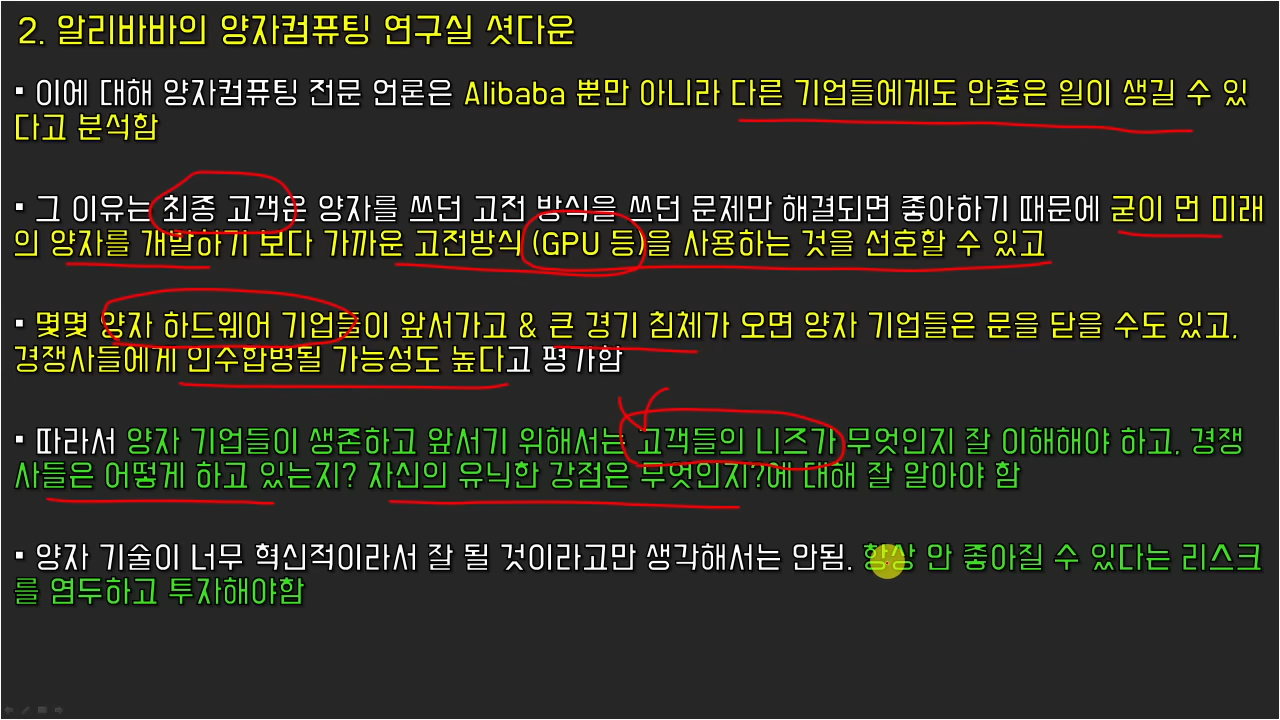 2. 알리바바의 양자컴퓨팅 연구실 셧다운
▪ 이에 대해 양자컴퓨팅 전문 언론은 Alibaba 뿐만 아니라 다른 기업들에게도 안좋은 일이 생길 수 있
다고 분석함
▪ 그 이유는 최종 고객은 양자를 쓰던 고전 방식을 쓰던 문제만 해결되면 좋아하기 때문에 굳이 먼 미래
의 양자를 개발하기 보다 가까운 고전방식 (GPU 등)을 사용하는 것을 선호할 수 있고
▪ 몇몇 양자 하드웨어 기업들이 앞서가고 & 큰 경기 침체가 오면 양자 기업들은 문을 닫을 수도 있고,
경쟁사들에게 인수합병될 가능성도 높다고 평가함
▪ 따라서 양자 기업들이 생존하고 앞서기 위해서는 고객들의 니즈가 무엇인지 잘 이해해야 하고, 경쟁
사들은 어떻게 하고 있는지? 자신의 유닉한 강점은 무엇인지?에 대해 잘 알아야 함
▪ 양자 기술이 너무 혁신적이라서 잘 될 것이라고만 생각해서는 안됨. 항상 안 좋아질 수 있다는 리스크
를 염두하고 투자해야함